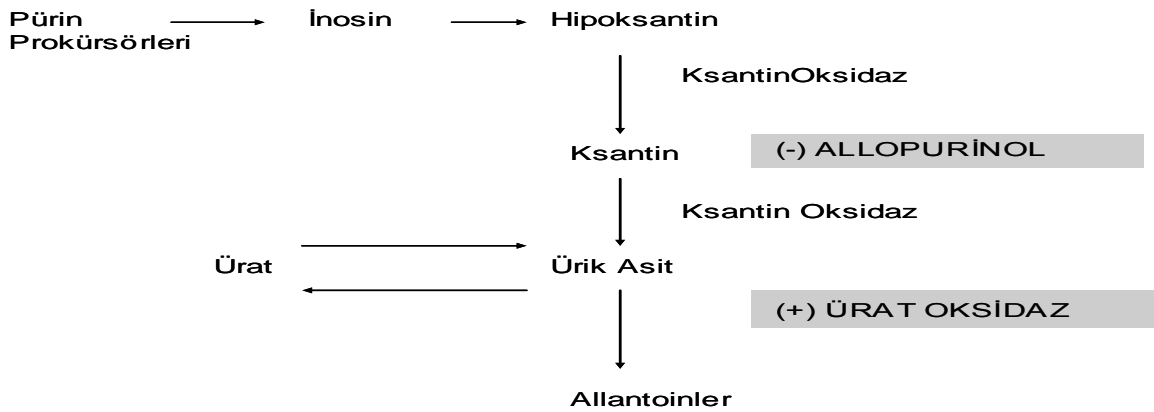 Pürin Prokürsörleri
İnosin
Hipoksantin
KsantinOksidaz
Ksantin
(-) ALLOPURİNOL
Ksantin Oksidaz
Ürat
Ürik Asit
(+) ÜRAT OKSİDAZ
Allantoinler